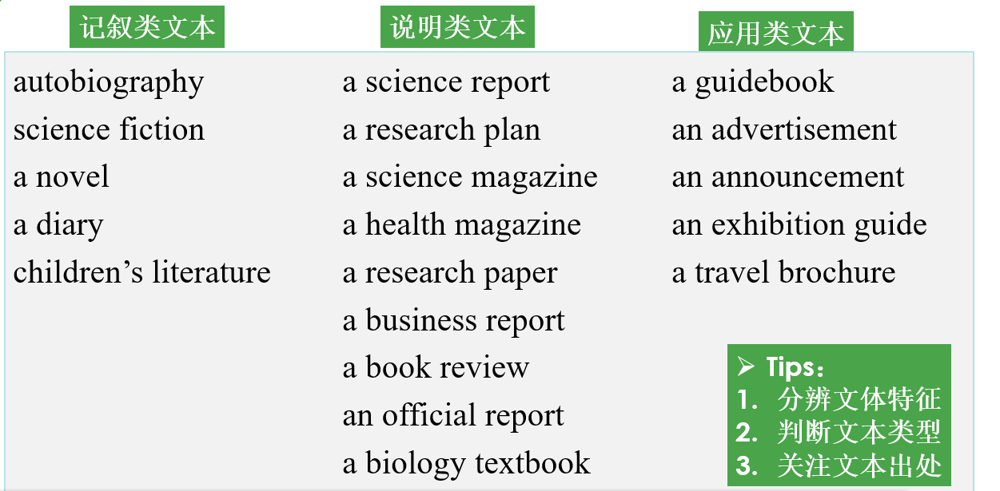 记叙类文本
autobiography
science fiction
a novel
a diary
children’s literature
说明类文本
a science report
a research plan
a science magazine
a health magazine
a research paper
a business report
a book review
an official report
a biology textbook
应用类文本
a guidebook
an advertisement
an announcement
an exhibition guide
a travel brochure
➢ Tips：
1. 分辨文体特征
2. 判断文本类型
3. 关注文本出处